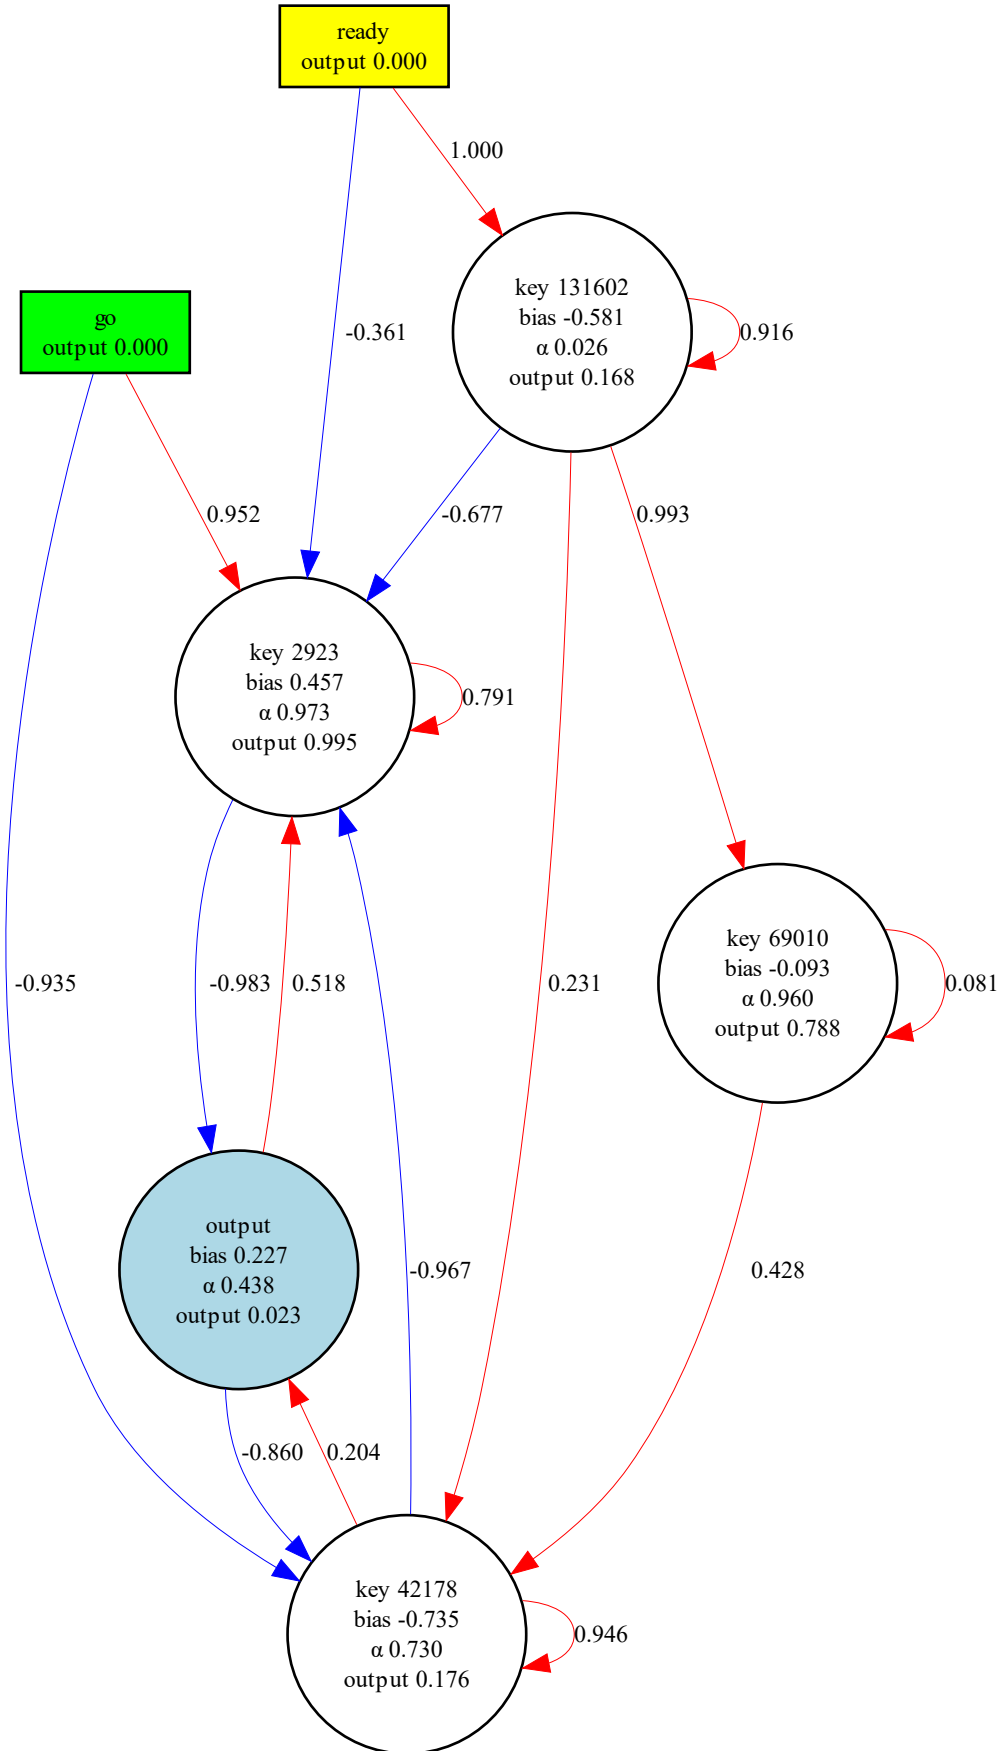 ready
output 0.000
1.000
key 131602
bias -0.581
α 0.026
output 0.168
0.916
go
output 0.000
-0.361
0.952
-0.677
0.993
key 2923
bias 0.457
α 0.973
output 0.995
0.791
key 69010
bias -0.093
α 0.960
output 0.788
0.081
-0.935
-0.983
0.518
0.231
output
bias 0.227
α 0.438
output 0.023
-0.967
0.428
-0.860
0.204
key 42178
bias -0.735
α 0.730
output 0.176
0.946